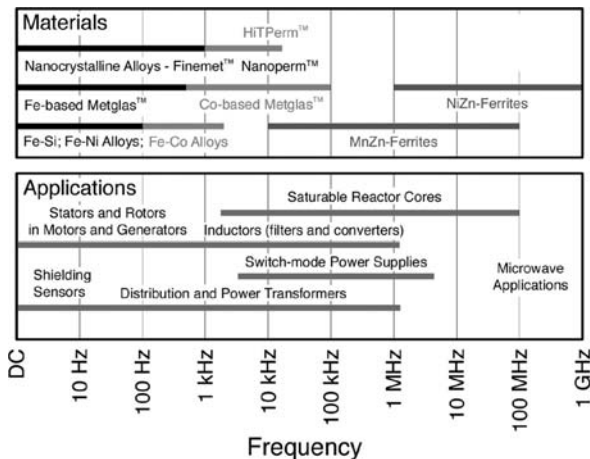 Materials
HiTPerm™
Nanocrystalline Alloys - Finemet™ Nanoperm™
Fe-based Metglas™
Co-based Metglas™
NiZn-Ferrites
Fe-Si; Fe-Ni Alloys; Fe-Co Alloys
MnZn-Ferrites
Applications
Saturable Reactor Cores
Stators and Rotors
in Motors and Generators
Inductors (filters and converters)
Switch-mode Power Supplies
Microwave
Applications
Shielding
Sensors
Distribution and Power Transformers
DC
10 Hz
100 Hz
1 kHz
10 kHz
100 kHz
1 MHz
10 MHz
100 MHz
1 GHz
Frequency